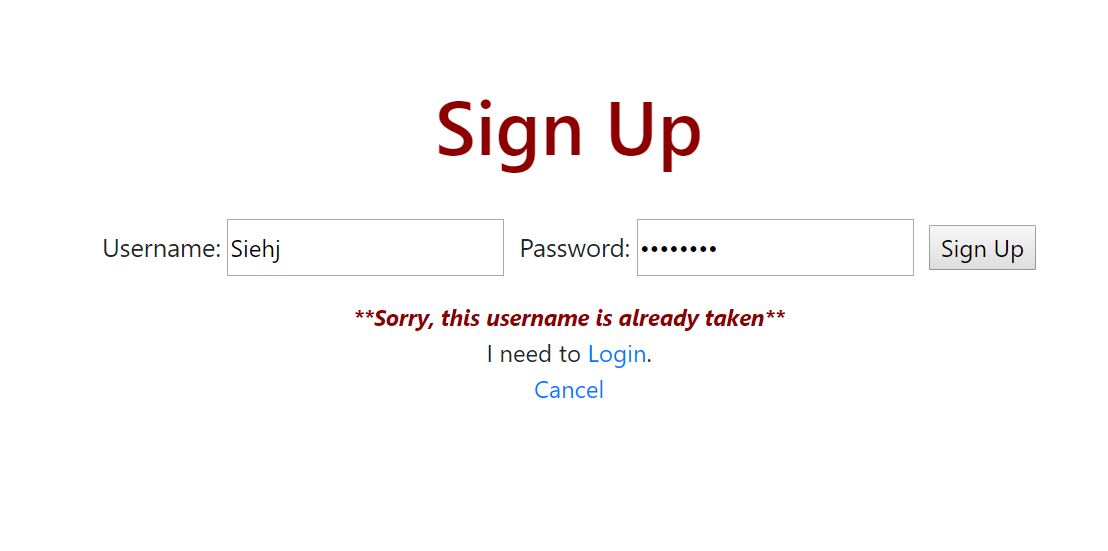 Sign Up
Username: Siehj Password: •••••••• Sign Up
**Sorry, this username is already taken**
I need to Login.
Cancel